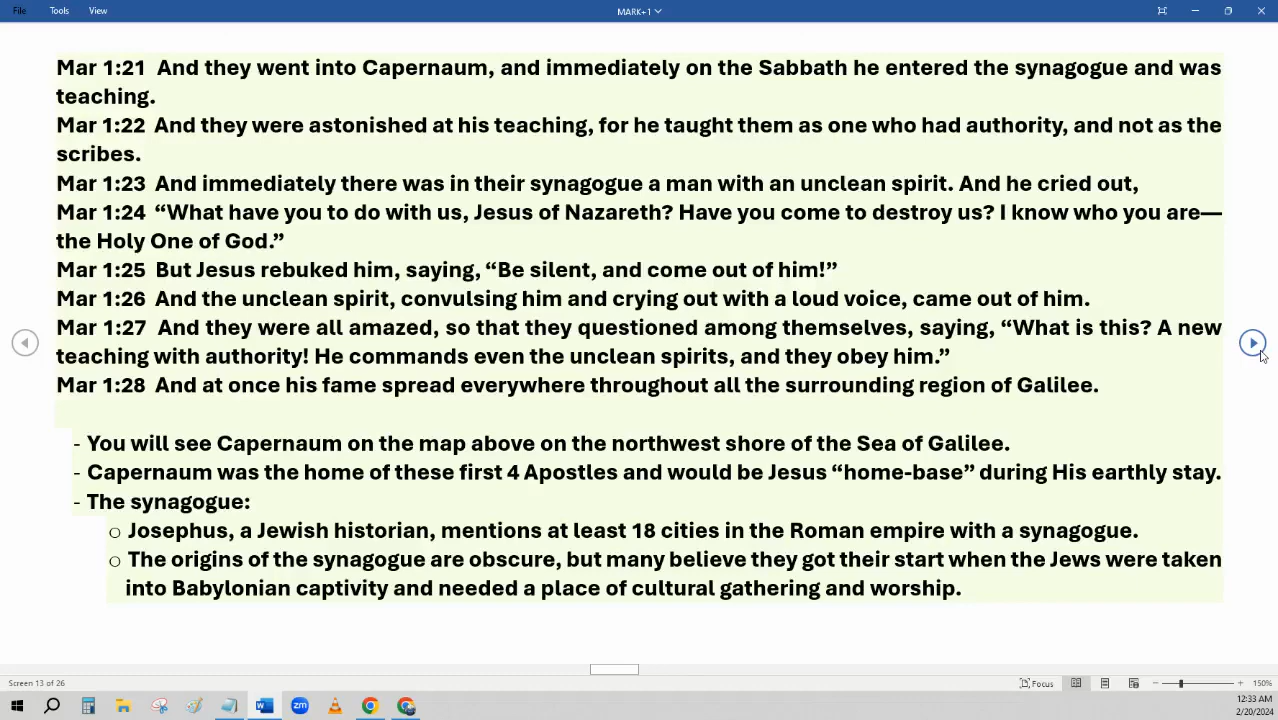 File Tools View MARK+1
Mar 1:21 And they went into Capernaum, and immediately on the Sabbath he entered the synagogue and was
teaching.
Mar 1:22 And they were astonished at his teaching, for he taught them as one who had authority, and not as the
scribes.
Mar 1:23 And immediately there was in their synagogue a man with an unclean spirit. And he cried out,
Mar 1:24 “What have you to do with us, Jesus of Nazareth? Have you come to destroy us? I know who you are—
the Holy One of God.”
Mar 1:25 But Jesus rebuked him, saying, “Be silent, and come out of him!”
Mar 1:26 And the unclean spirit, convulsing him and crying out with a loud voice, came out of him.
Mar 1:27 And they were all amazed, so that they questioned among themselves, saying, “What is this? A new
teaching with authority! He commands even the unclean spirits, and they obey him.”
Mar 1:28 And at once his fame spread everywhere throughout all the surrounding region of Galilee.
- You will see Capernaum on the map above on the northwest shore of the Sea of Galilee.
- Capernaum was the home of these first 4 Apostles and would be Jesus “home-base” during His earthly stay.
- The synagogue:
o Josephus, a Jewish historian, mentions at least 18 cities in the Roman empire with a synagogue.
o The origins of the synagogue are obscure, but many believe they got their start when the Jews were taken
into Babylonian captivity and needed a place of cultural gathering and worship.
Screen 13 of 26 Focus 150%
zm 12:33 AM
2/20/2024